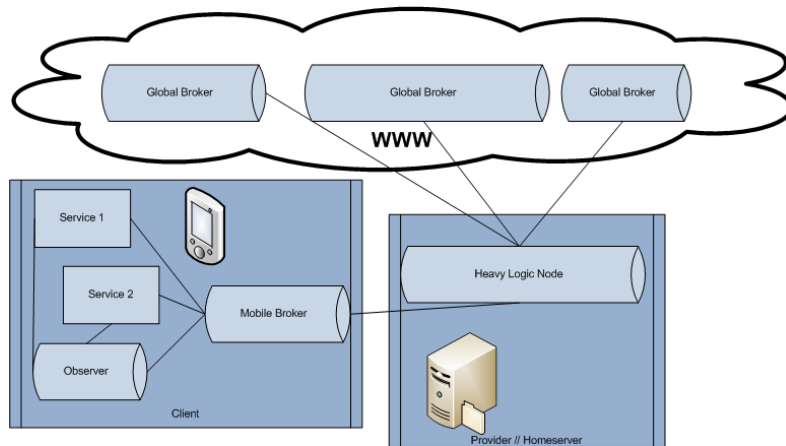 Global Broker
Global Broker
Global Broker
WWW
Service 1
Service 2
Mobile Broker
Heavy Logic Node
Observer
Client
Provider // Homeserver